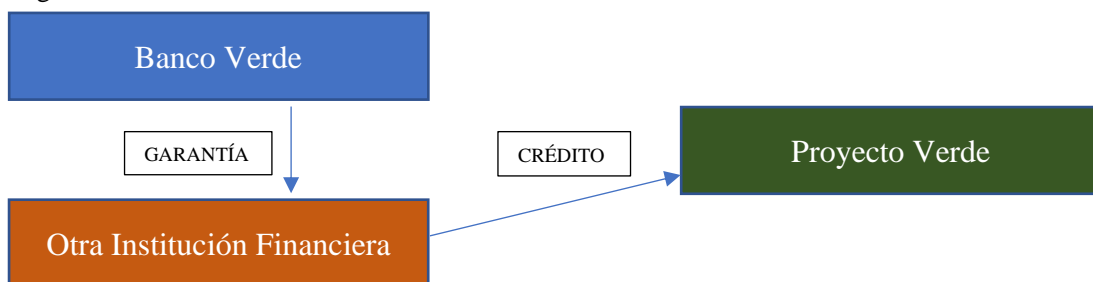 Banco Verde
GARANTÍA
CRÉDITO
Proyecto Verde
Otra Institución Financiera